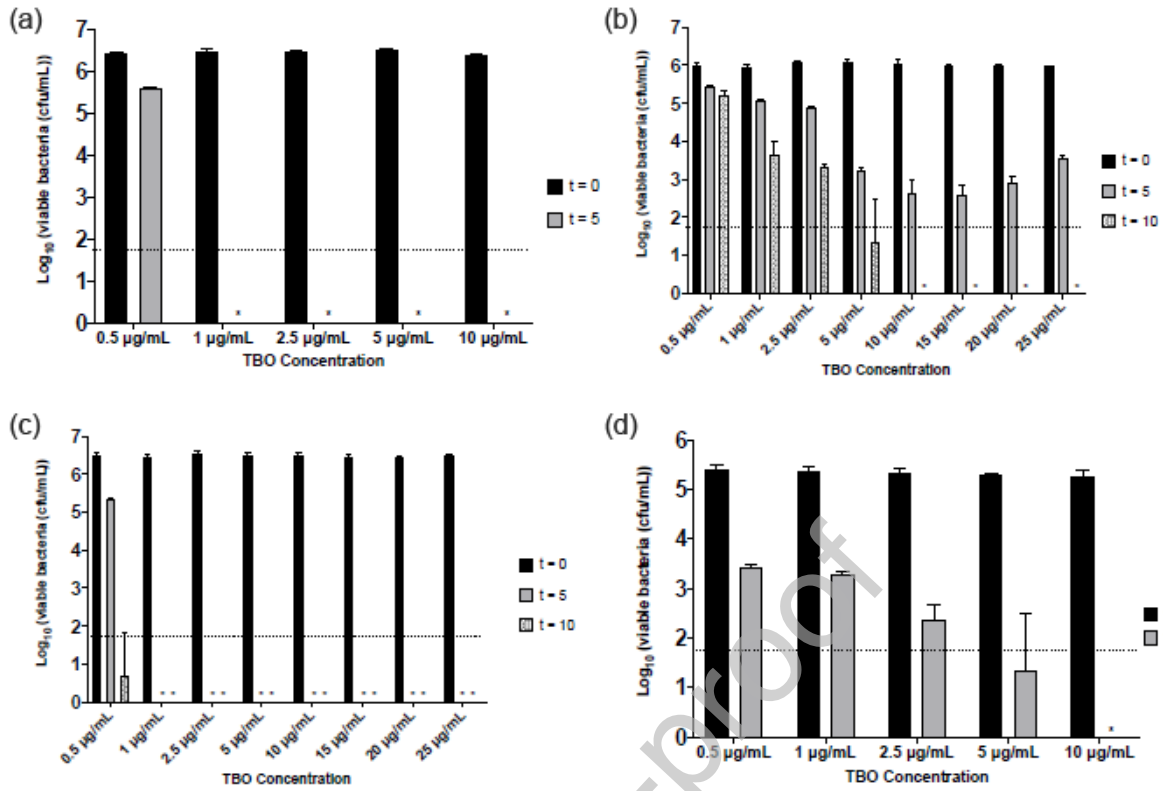 (a)
7
6
5
4
3
2
1
0
Log10 (viable bacteria (cfu/mL))
* * * *
0.5 µg/mL 1 µg/mL 2.5 µg/mL 5 µg/mL 10 µg/mL
TBO Concentration
t = 0
t = 5
(b)
7
6
5
4
3
2
1
0
Log10 (viable bacteria (cfu/mL))
* * * *
0.5 µg/mL 1 µg/mL 2.5 µg/mL 5 µg/mL 10 µg/mL 15 µg/mL 20 µg/mL 25 µg/mL
TBO Concentration
t = 0
t = 5
t = 10
(c)
7
6
5
4
3
2
1
0
Log10 (viable bacteria (cfu/mL))
* * * * * * * * * * * * * *
0.5 µg/mL 1 µg/mL 2.5 µg/mL 5 µg/mL 10 µg/mL 15 µg/mL 20 µg/mL 25 µg/mL
TBO Concentration
t = 0
t = 5
t = 10
(d)
6
5
4
3
2
1
0
Log10 (viable bacteria (cfu/mL))
*
0.5 µg/mL 1 µg/mL 2.5 µg/mL 5 µg/mL 10 µg/mL
TBO Concentration
proof